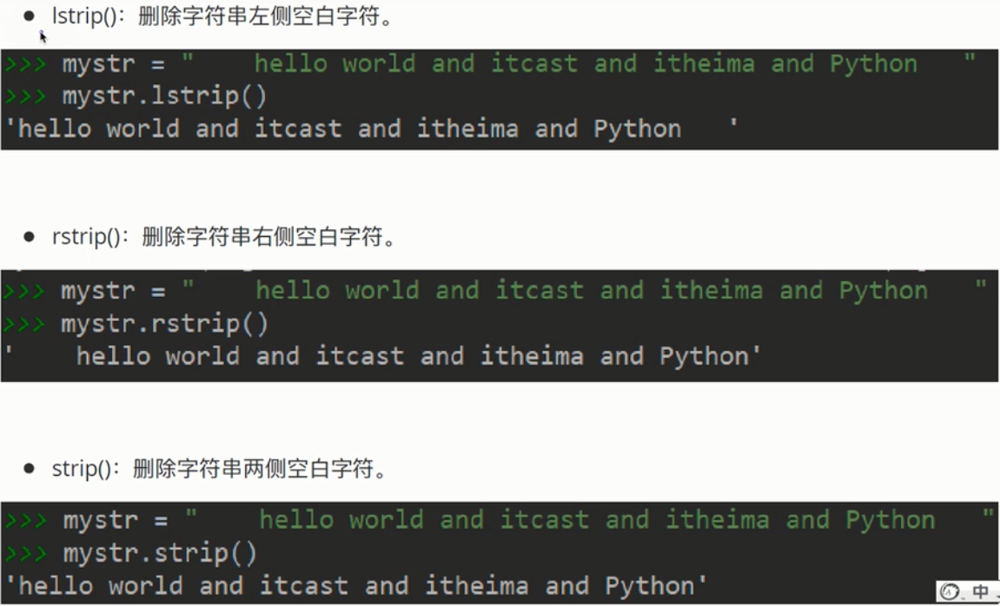 ● lstrip()：删除字符串左侧空白字符。
>>> mystr = "    hello world and itcast and itheima and Python   "
>>> mystr.lstrip()
'hello world and itcast and itheima and Python   '
● rstrip()：删除字符串右侧空白字符。
>>> mystr = "    hello world and itcast and itheima and Python   "
>>> mystr.rstrip()
'    hello world and itcast and itheima and Python'
● strip()：删除字符串两侧空白字符。
>>> mystr = "    hello world and itcast and itheima and Python   "
>>> mystr.strip()
'hello world and itcast and itheima and Python'
中